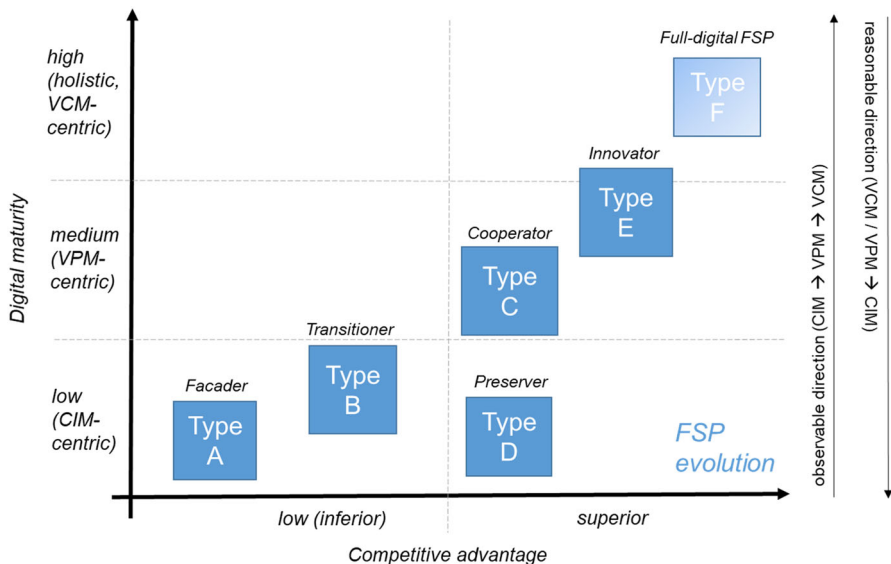 Digital maturity
high
(holistic,
VCM-
centric)
medium
(VPM-
centric)
low
(CIM-
centric)
Full-digital FSP
Type
F
Innovator
Type
E
Cooperator
Type
C
Transitioner
Type
B
Facader
Type
A
Preserver
Type
D
FSP
evolution
low (inferior)
superior
Competitive advantage
observable direction (CIM → VPM → VCM)
reasonable direction (VCM / VPM → CIM)